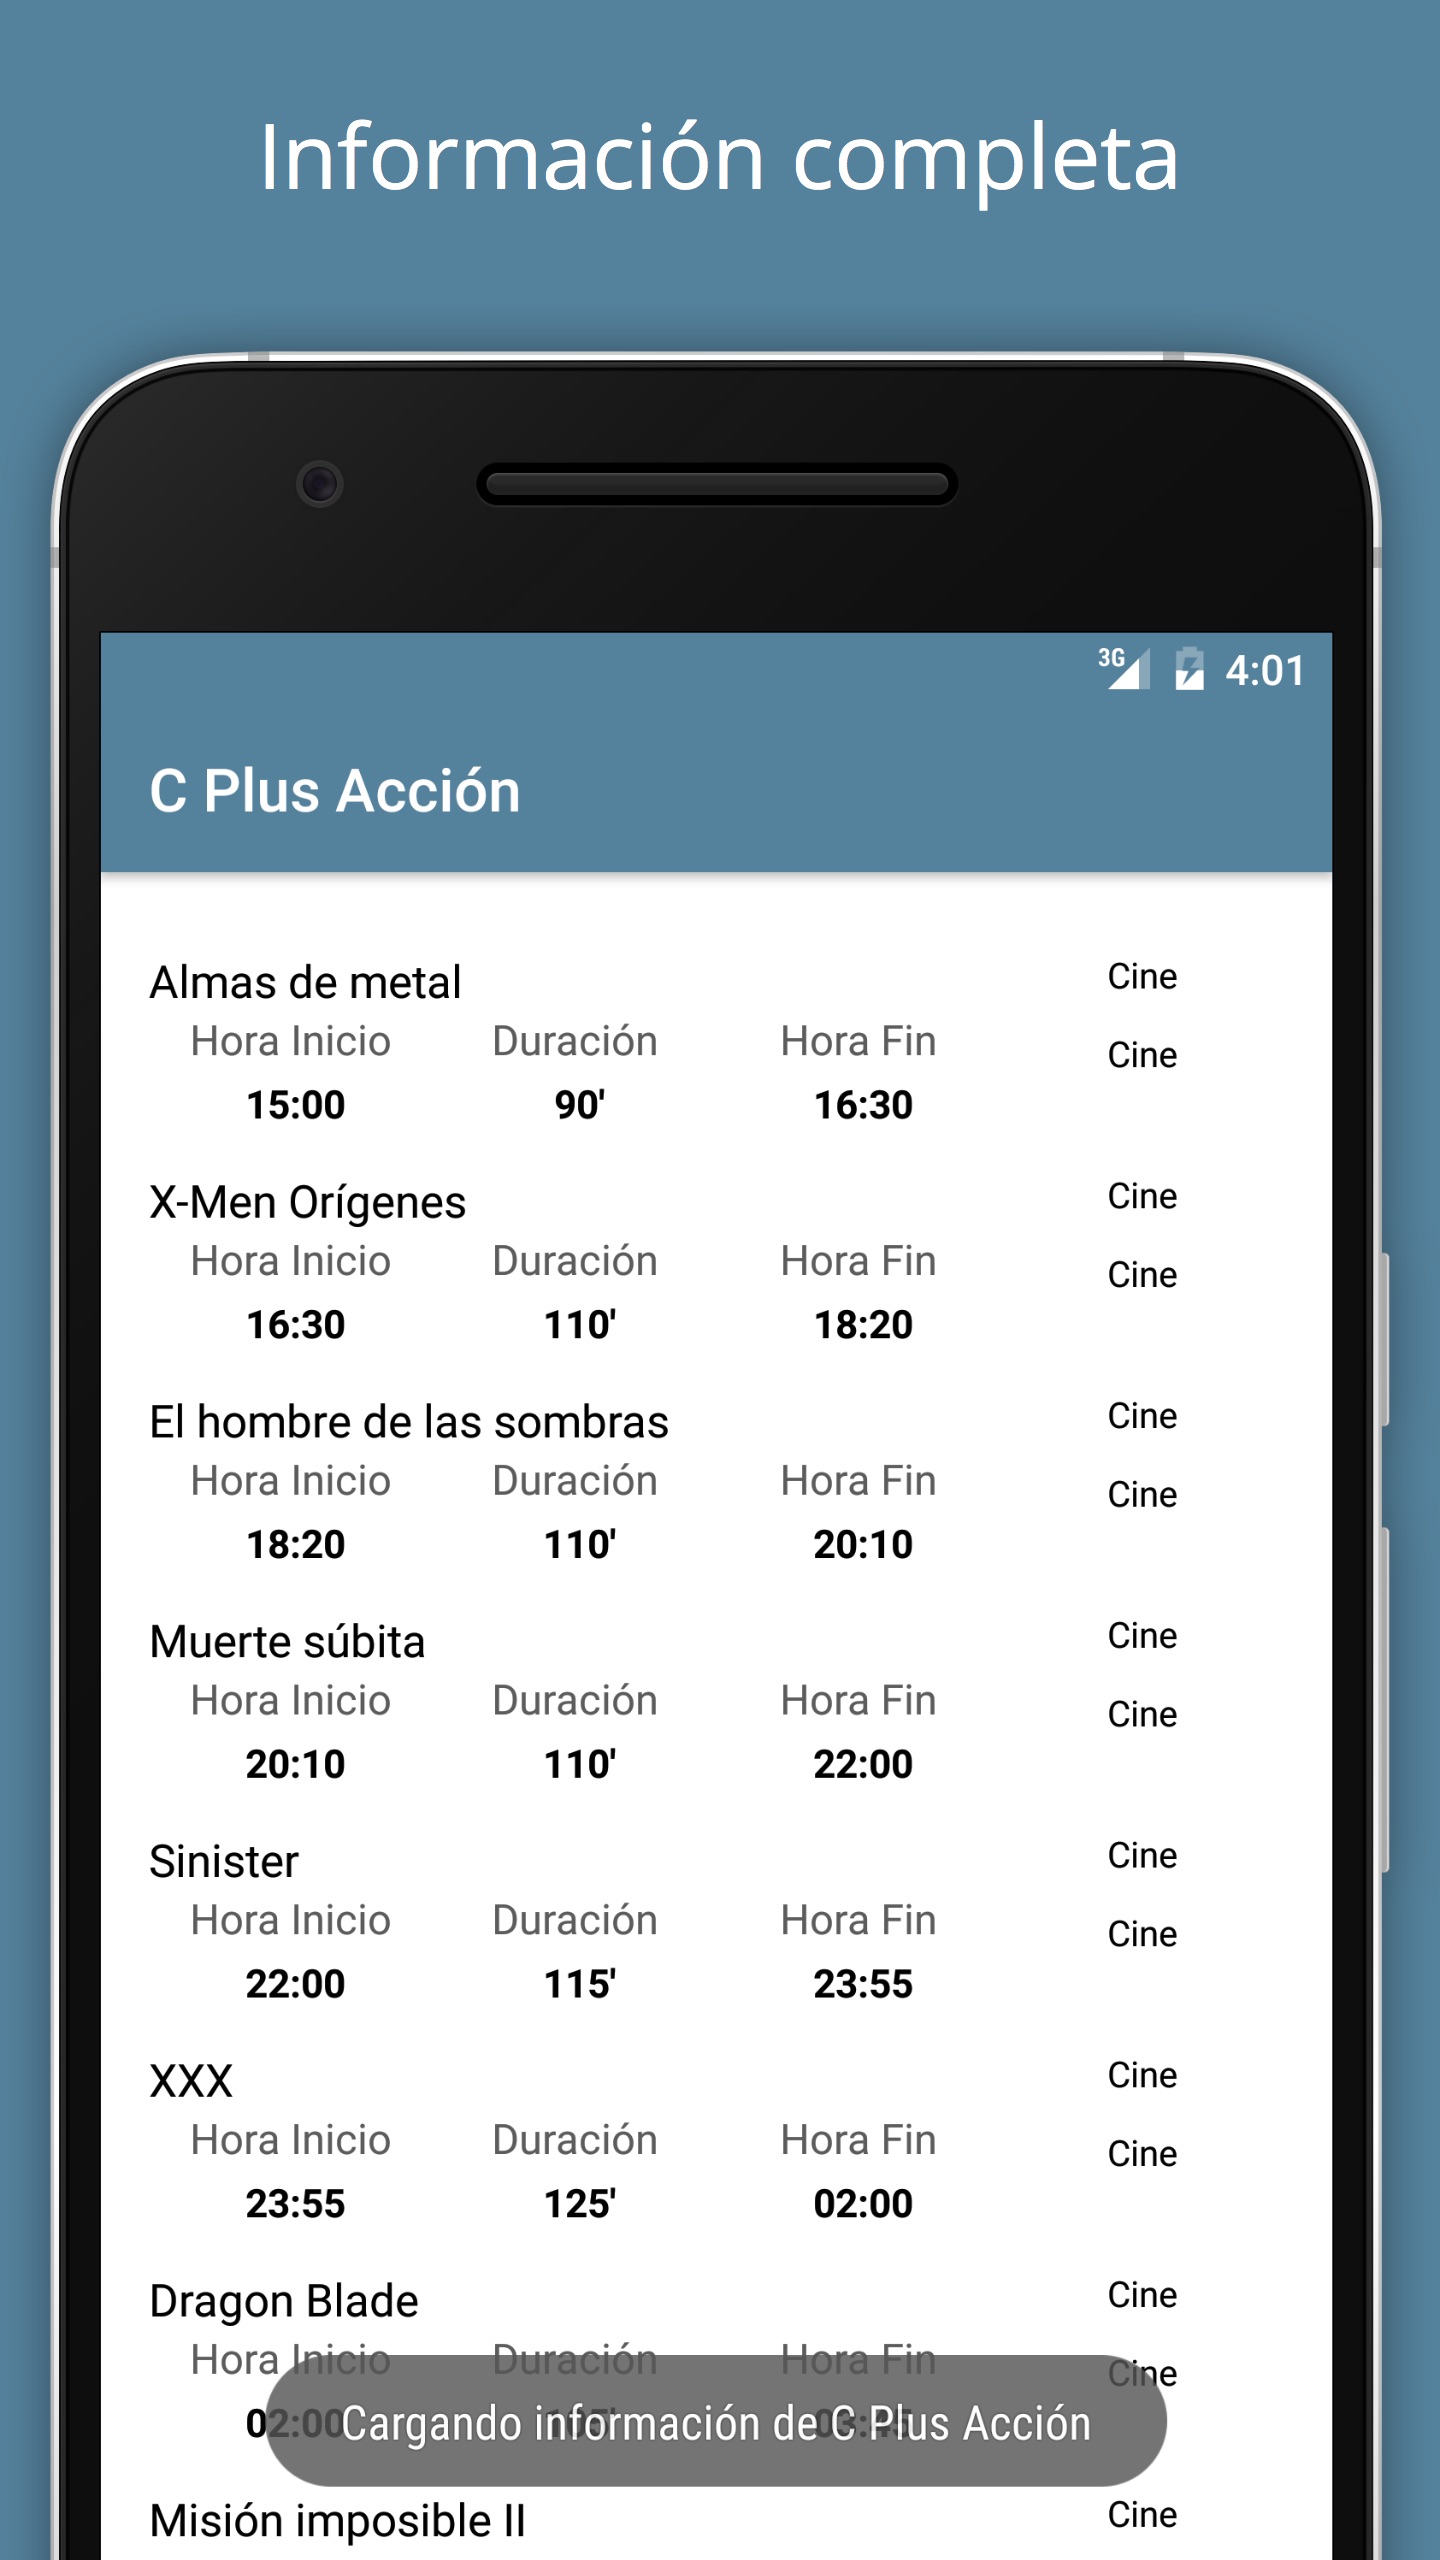 Información completa
3G 4:01
C Plus Acción
Almas de metal Cine
Hora Inicio Duración Hora Fin Cine
15:00 90' 16:30
X-Men Orígenes Cine
Hora Inicio Duración Hora Fin Cine
16:30 110' 18:20
El hombre de las sombras Cine
Hora Inicio Duración Hora Fin Cine
18:20 110' 20:10
Muerte súbita Cine
Hora Inicio Duración Hora Fin Cine
20:10 110' 22:00
Sinister Cine
Hora Inicio Duración Hora Fin Cine
22:00 115' 23:55
XXX Cine
Hora Inicio Duración Hora Fin Cine
23:55 125' 02:00
Dragon Blade Cine
Hora Inicio Duración Hora Fin Cine
02:00 105' 03:45
Cargando información de C Plus Acción
Misión imposible II Cine